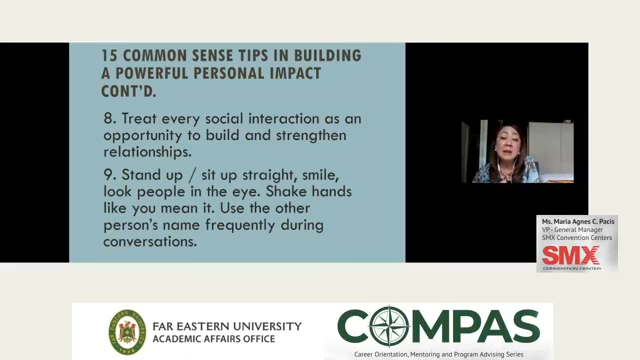 15 COMMON SENSE TIPS IN BUILDING
A POWERFUL PERSONAL IMPACT
CONT'D.
8. Treat every social interaction as an
opportunity to build and strengthen
relationships.
9. Stand up / sit up straight, smile,
look people in the eye. Shake hands
like you mean it. Use the other
person's name frequently during
conversations.
Ms. Maria Agnes C. Pacis
VP - General Manager
SMX Convention Centers
SMX
CONVENTION CENTER
FAR EASTERN UNIVERSITY
ACADEMIC AFFAIRS OFFICE
COMPAS
Career Orientation, Mentoring and Program Advising Series